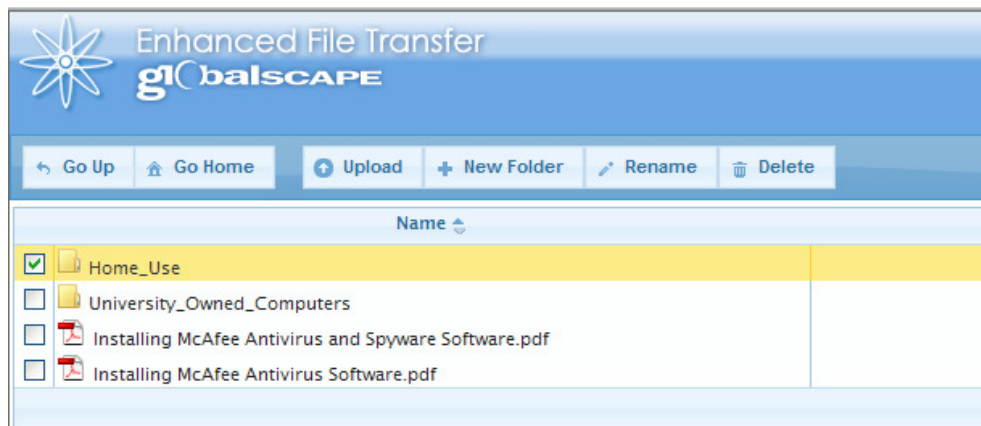 Enhanced File Transfer
globalSCAPE
Go Up Go Home Upload New Folder Rename Delete
Name
Home_Use
University_Owned_Computers
Installing McAfee Antivirus and Spyware Software.pdf
Installing McAfee Antivirus Software.pdf